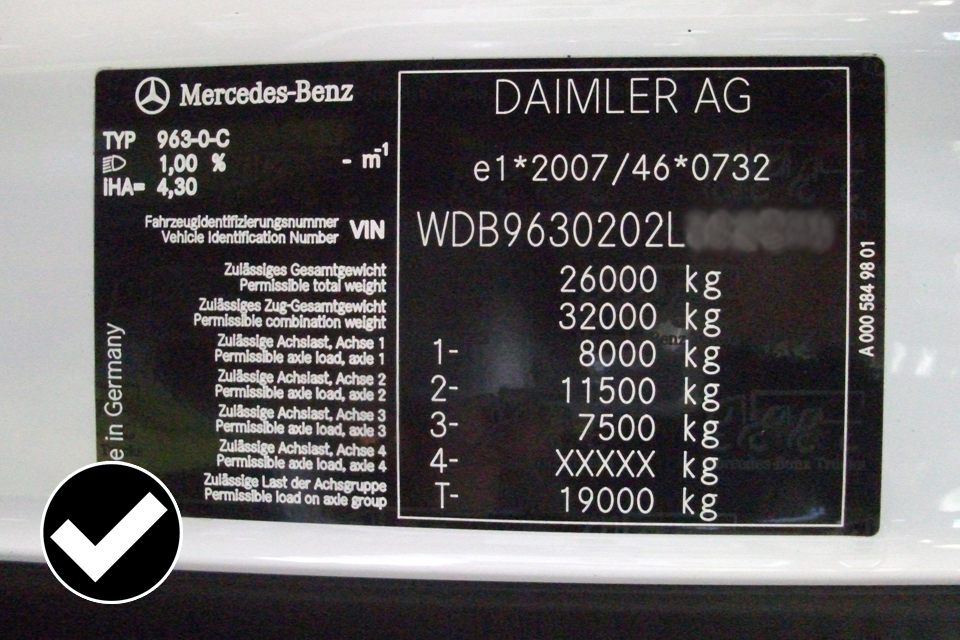 Mercedes-Benz
TYP 963-0-C
1,00 % - m⁻¹
IHA= 4,30
DAIMLER AG
e1*2007/46*0732
Fahrzeugidentifizierungsnummer
Vehicle Identification Number VIN WDB9630202L
Zulässiges Gesamtgewicht
Permissible total weight 26000 kg
Zulässiges Zug-Gesamtgewicht
Permissible combination weight 32000 kg
Zulässige Achslast, Achse 1
Permissible axle load, axle 1 1- 8000 kg
Zulässige Achslast, Achse 2
Permissible axle load, axle 2 2- 11500 kg
Zulässige Achslast, Achse 3
Permissible axle load, axle 3 3- 7500 kg
Zulässige Achslast, Achse 4
Permissible axle load, axle 4 4- XXXXX kg
Zulässige Last der Achsgruppe
Permissible load on axle group T- 19000 kg
e in Germany
A 000 584 98 01